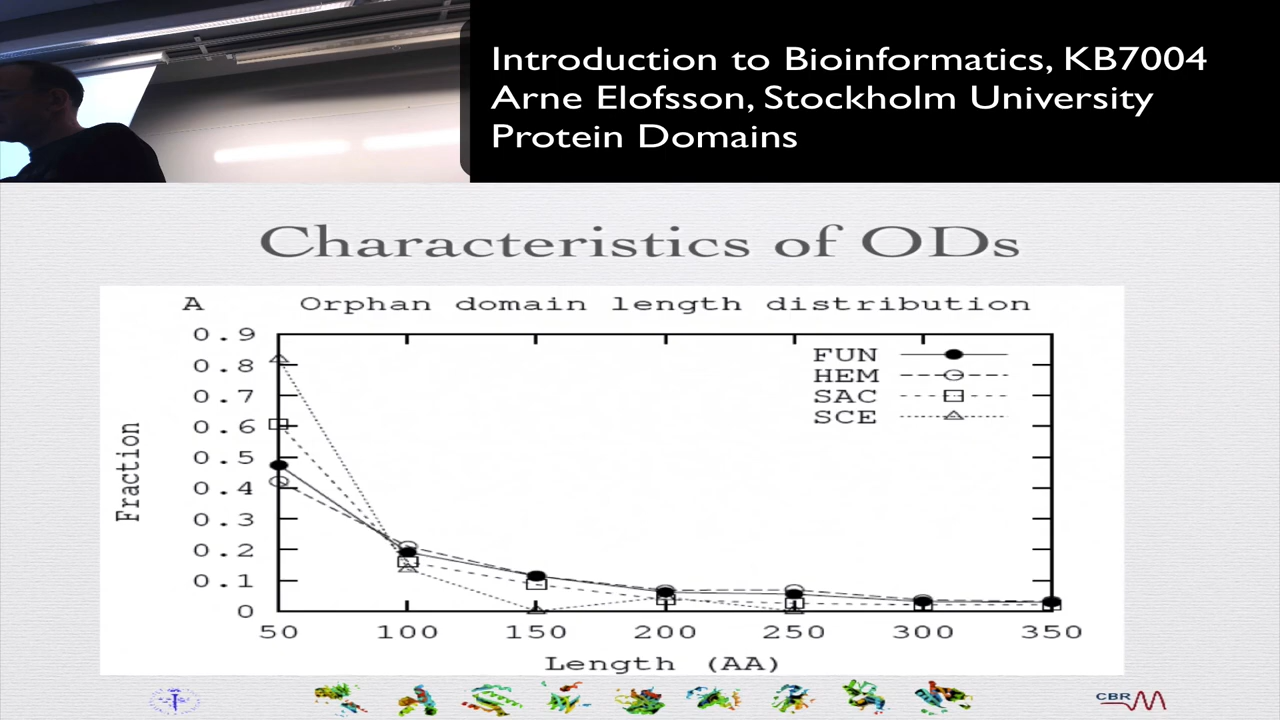 Introduction to Bioinformatics, KB7004
Arne Elofsson, Stockholm University
Protein Domains
Characteristics of ODs
A Orphan domain length distribution
0.9
0.8
0.7
0.6
0.5
0.4
0.3
0.2
0.1
0
Fraction
FUN
HEM
SAC
SCE
50 100 150 200 250 300 350
Length (AA)
CBR